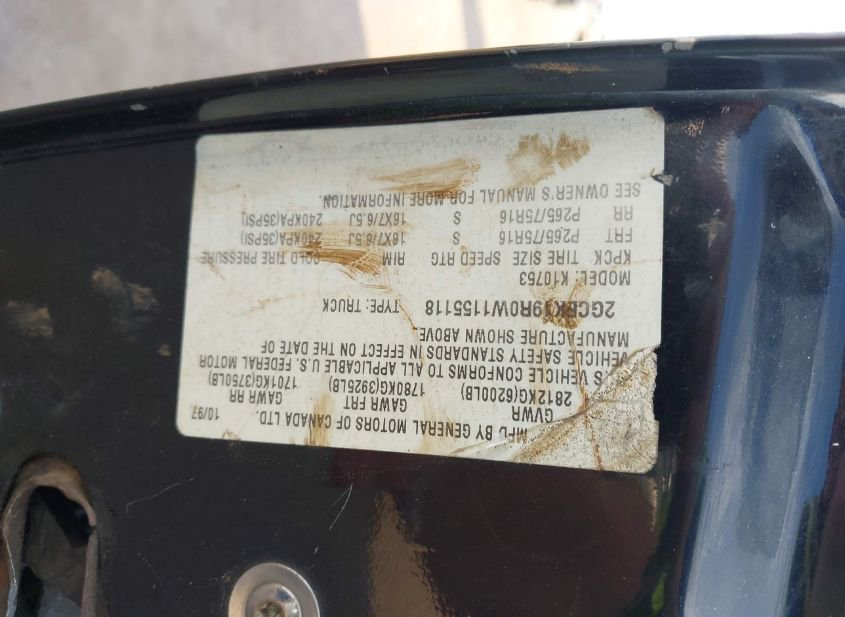 MFD BY GENERAL MOTORS OF CANADA LTD.
10/97
GVWR GAWR FRT GAWR RR
2812KG(6200LB) 1780KG(3925LB) 1701KG(3750LB)
VEHICLE CONFORMS TO ALL APPLICABLE U.S. FEDERAL MOTOR
VEHICLE SAFETY STANDARDS IN EFFECT ON THE DATE OF
MANUFACTURE SHOWN ABOVE.
2GCEK19R0W1155118 TYPE: TRUCK
MODEL: K10753
KPCK TIRE SIZE SPEED RTG RIM COLD TIRE PRESSURE
FRT P265/75R16 S 16X7/6.5J 240KPA(35PSI)
RR P265/75R16 S 16X7/6.5J 240KPA(35PSI)
SEE OWNER'S MANUAL FOR MORE INFORMATION.